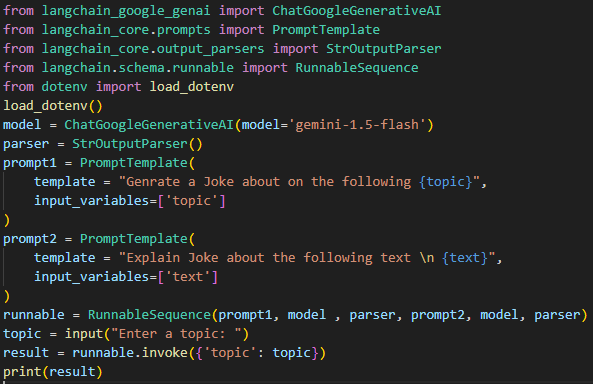 from langchain_google_genai import ChatGoogleGenerativeAI
from langchain_core.prompts import PromptTemplate
from langchain_core.output_parsers import StrOutputParser
from langchain.schema.runnable import RunnableSequence
from dotenv import load_dotenv
load_dotenv()
model = ChatGoogleGenerativeAI(model='gemini-1.5-flash')
parser = StrOutputParser()
prompt1 = PromptTemplate(
    template = "Genrate a Joke about on the following {topic}",
    input_variables=['topic']
)
prompt2 = PromptTemplate(
    template = "Explain Joke about the following text \n {text}",
    input_variables=['text']
)
runnable = RunnableSequence(prompt1, model , parser, prompt2, model, parser)
topic = input("Enter a topic: ")
result = runnable.invoke({'topic': topic})
print(result)